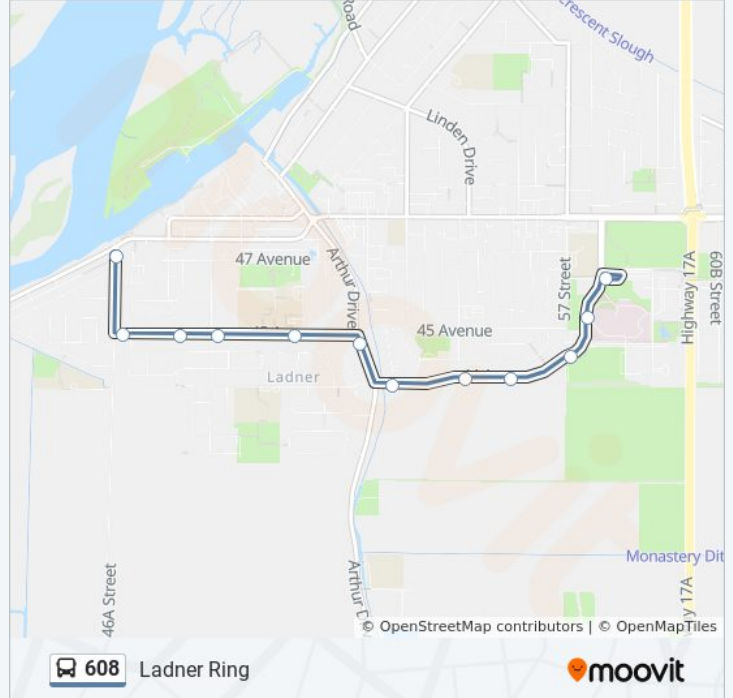 Road
Crescent Slough
Linden Drive
47 Avenue
Arthur Drive
57 Street
Highway 17A
60B Street
45 Avenue
Ladner
Monastery Dit
46A Street
Arthur D
y 17A
© OpenStreetMap contributors | © OpenMapTiles
608 Ladner Ring
moovit